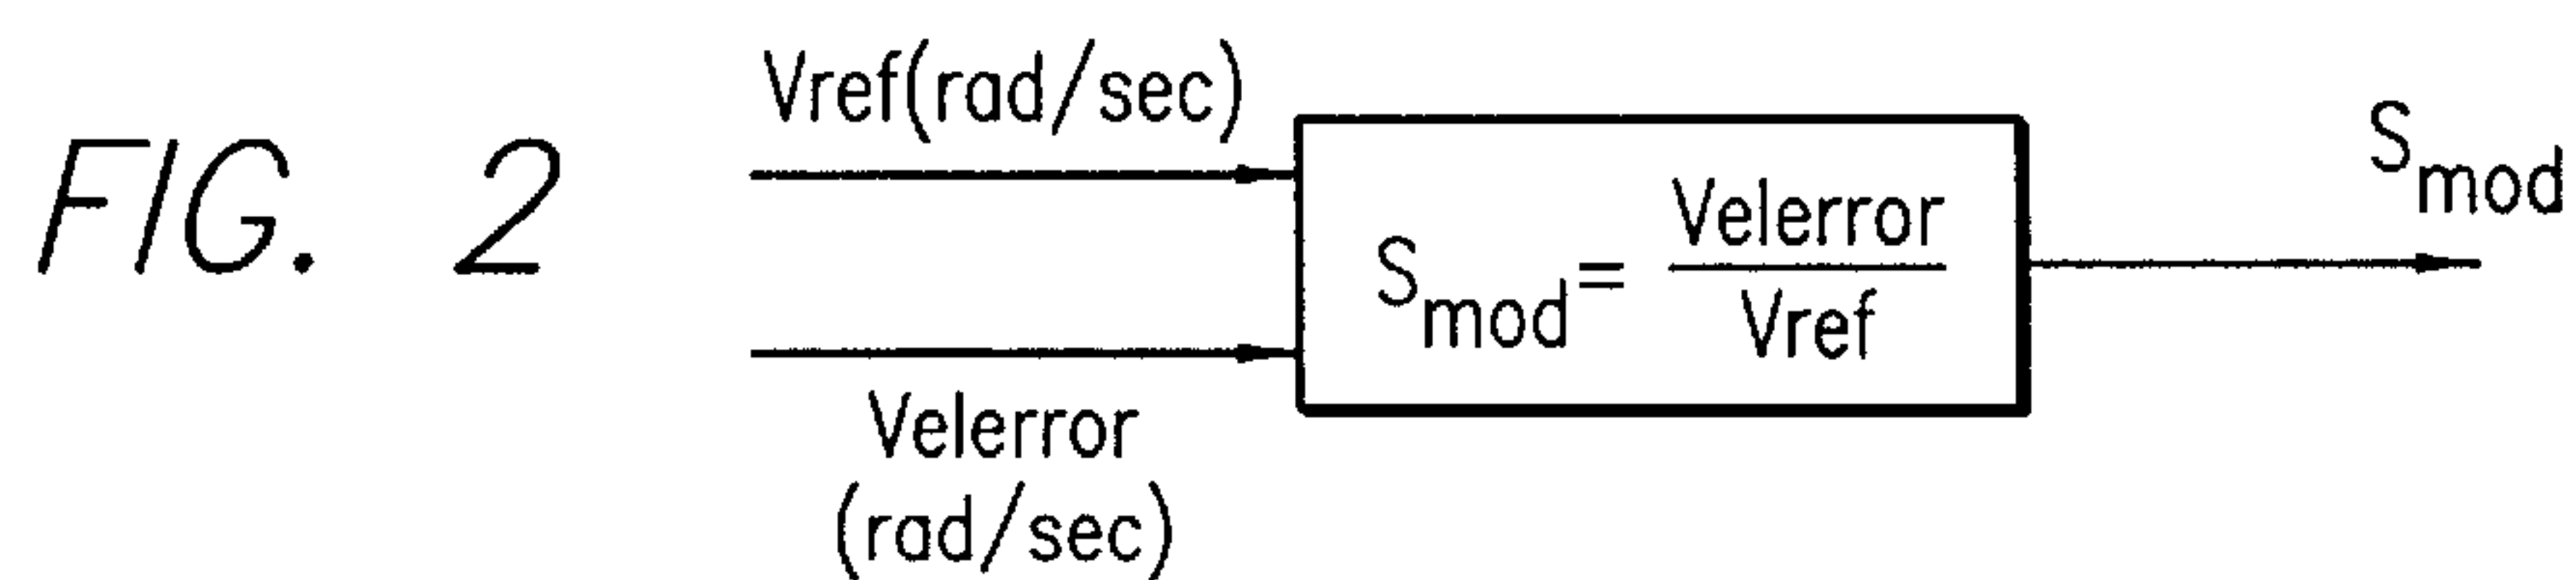 FIG. 2
Vref(rad/sec)
Velerror
(rad/sec)
Smod= Velerror
Vref
Smod